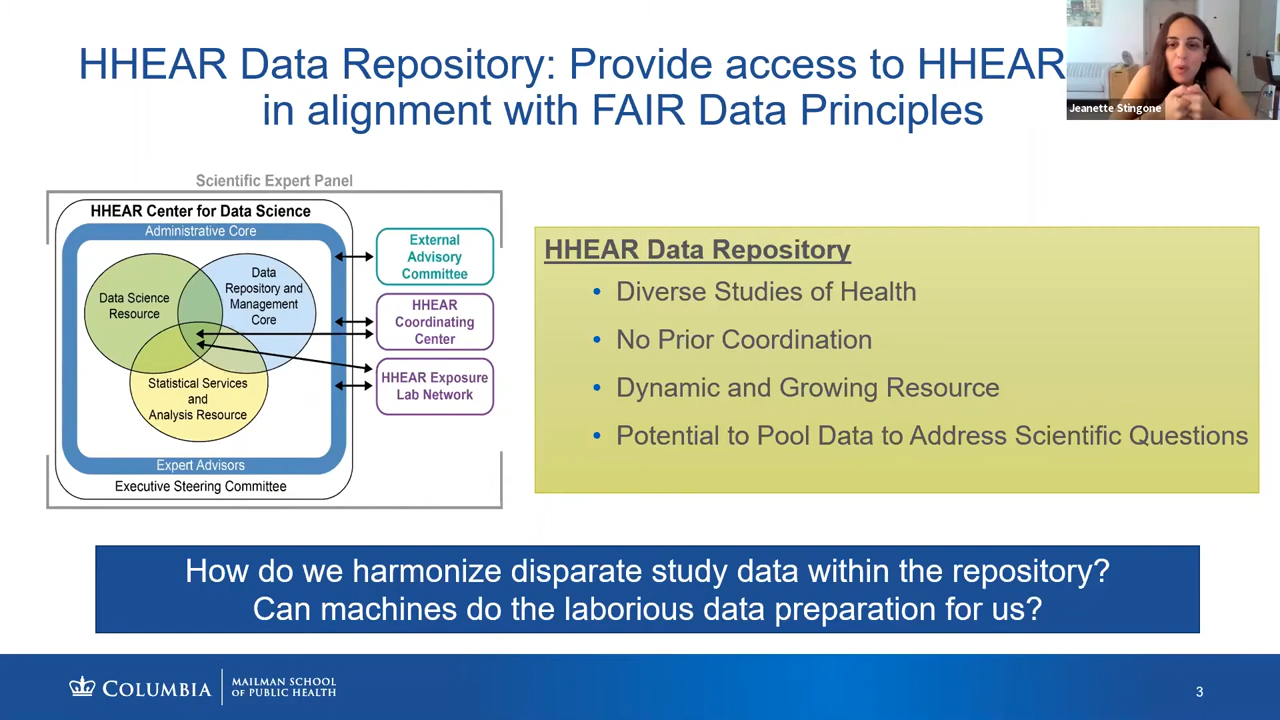 HHEAR Data Repository: Provide access to HHEAR
in alignment with FAIR Data Principles
Jeanette Stingone
Scientific Expert Panel
HHEAR Center for Data Science
Administrative Core
Data Science
Resource
Data
Repository and
Management
Core
Statistical Services
and
Analysis Resource
Expert Advisors
Executive Steering Committee
External
Advisory
Committee
HHEAR
Coordinating
Center
HHEAR Exposure
Lab Network
HHEAR Data Repository
• Diverse Studies of Health
• No Prior Coordination
• Dynamic and Growing Resource
• Potential to Pool Data to Address Scientific Questions
How do we harmonize disparate study data within the repository?
Can machines do the laborious data preparation for us?
COLUMBIA
MAILMAN SCHOOL
OF PUBLIC HEALTH
3